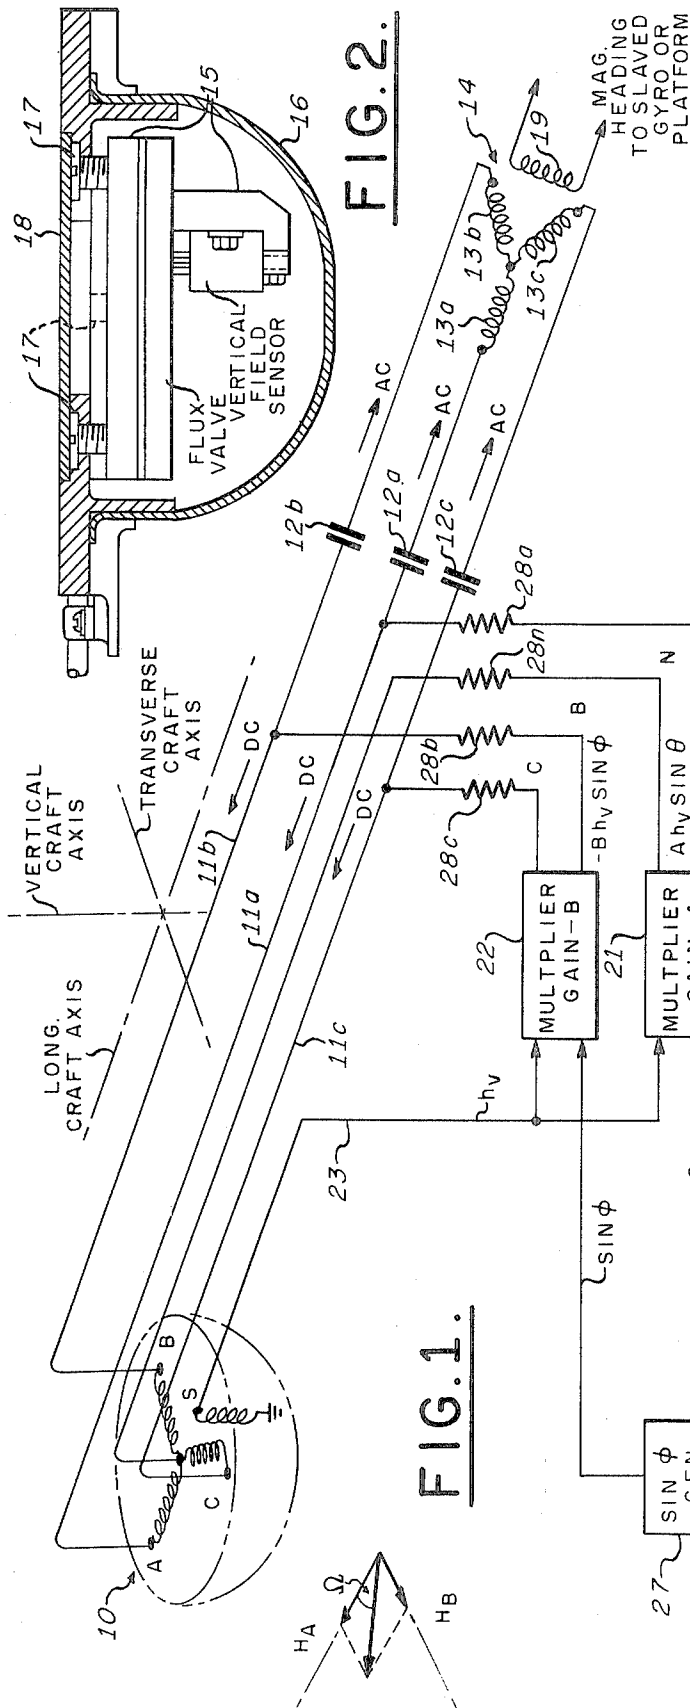 17
18
17
15
16
FLUX
VALVE
VERTICAL
FIELD
SENSOR
FIG.2.
MAG.
HEADING
TO SLAVED
GYRO OR
PLATFORM
14
19
13b
13a
13c
AC
AC
AC
12b
12a
12c
VERTICAL
CRAFT
AXIS
TRANSVERSE
CRAFT
AXIS
LONG.
CRAFT AXIS
DC
DC
DC
11b
11a
11c
28a
28n
28b
28c
N
B
C
-Bhv SIN ϕ
Ahv SIN θ
22
MULTPLIER
GAIN-B
21
MULTPLIER
hv
23
SIN ϕ
10
A
B
C
S
FIG.1.
HA
Ω
HB
SIN ϕ
27